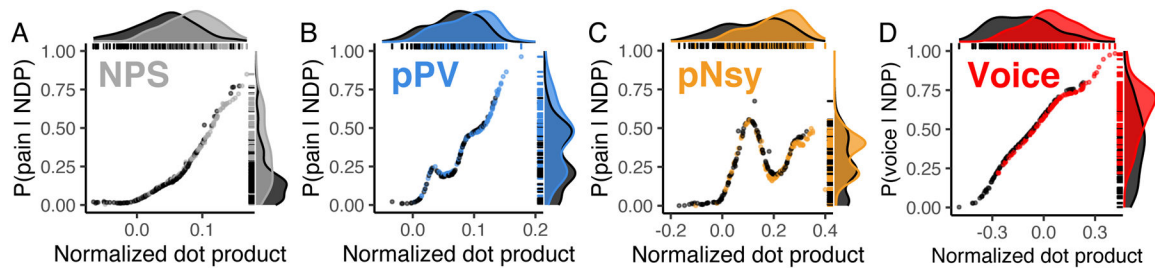 A
NPS
P(pain | NDP)
1.00
0.75
0.50
0.25
0.00
0.0
0.1
Normalized dot product
B
pPV
P(pain | NDP)
1.00
0.75
0.50
0.25
0.00
0.0
0.1
0.2
Normalized dot product
C
pNsy
P(pain | NDP)
1.00
0.75
0.50
0.25
0.00
-0.2
0.0
0.2
0.4
Normalized dot product
D
Voice
P(voice | NDP)
1.00
0.75
0.50
0.25
0.00
-0.3
0.0
0.3
Normalized dot product